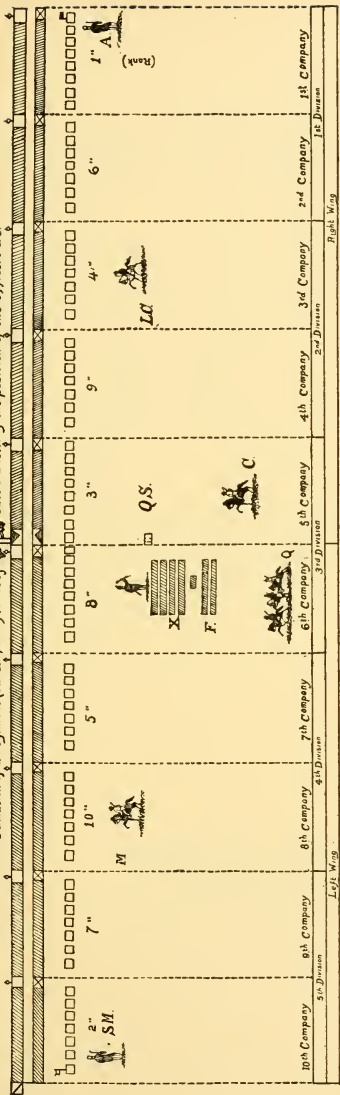 2" 7" 10" 5" 8" 3" 9" 4" 6" 1"
SM. M Q.S. LC. A
(Rank)
X
F.
C.
Q
10th Company 9th Company 8th Company 7th Company 6th Company 5th Company 4th Company 3rd Company 2nd Company 1st Company
5th Division 4th Division 3rd Division 2nd Division 1st Division
Left Wing Right Wing